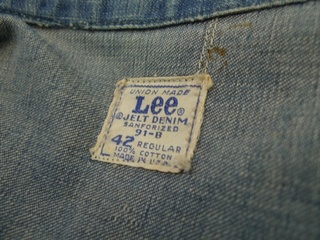 UNION MADE
Lee®
®JELT DENIM
SANFORIZED
91-B
42 REGULAR
100% COTTON
MADE IN U.S.A.